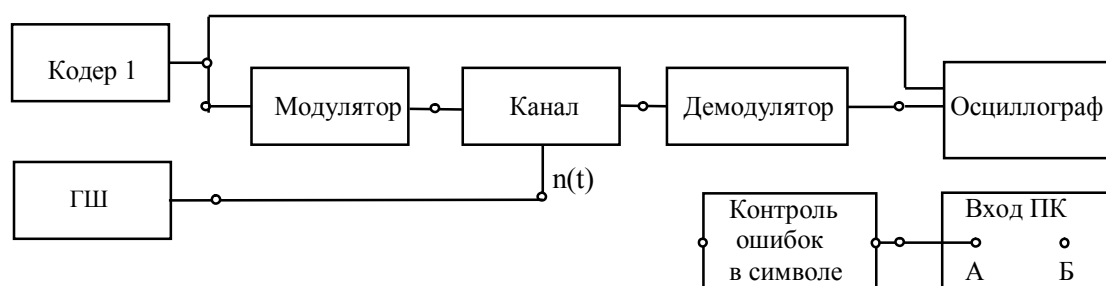 Кодер 1
Модулятор
Канал
Демодулятор
Осциллограф
ГШ
n(t)
Контроль
ошибок
в символе
Вход ПК
А
Б